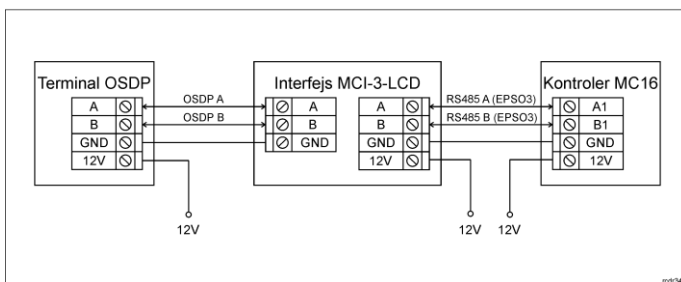 Terminal OSDP
Interfejs MCI-3-LCD
Kontroler MC16
A
OSDP A
A
A
RS485 A (EPSO3)
A1
B
OSDP B
B
B
RS485 B (EPSO3)
B1
GND
GND
GND
GND
12V
12V
12V
12V
12V
12V